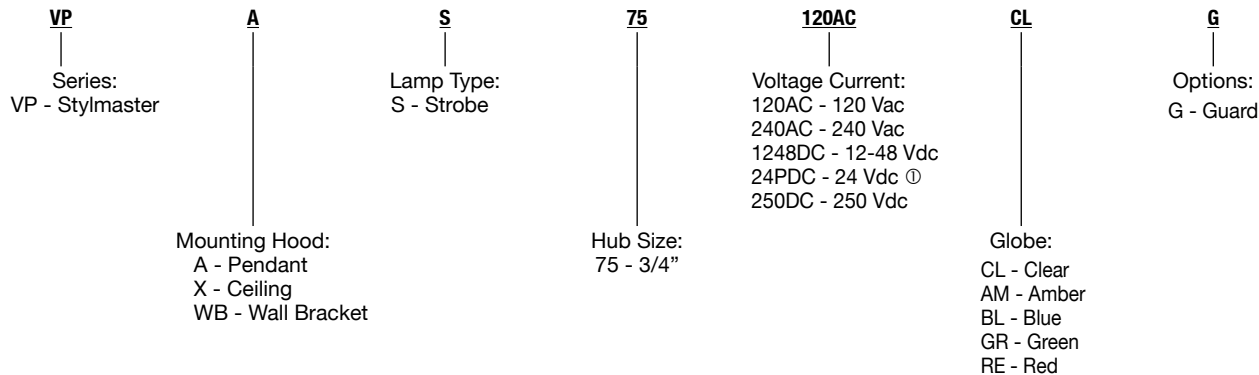 VP A S 75 120AC CL G
Series:
VP - Stylmaster
Lamp Type:
S - Strobe
Voltage Current:
120AC - 120 Vac
240AC - 240 Vac
1248DC - 12-48 Vdc
24PDC - 24 Vdc ①
250DC - 250 Vdc
Options:
G - Guard
Mounting Hood:
A - Pendant
X - Ceiling
WB - Wall Bracket
Hub Size:
75 - 3/4”
Globe:
CL - Clear
AM - Amber
BL - Blue
GR - Green
RE - Red